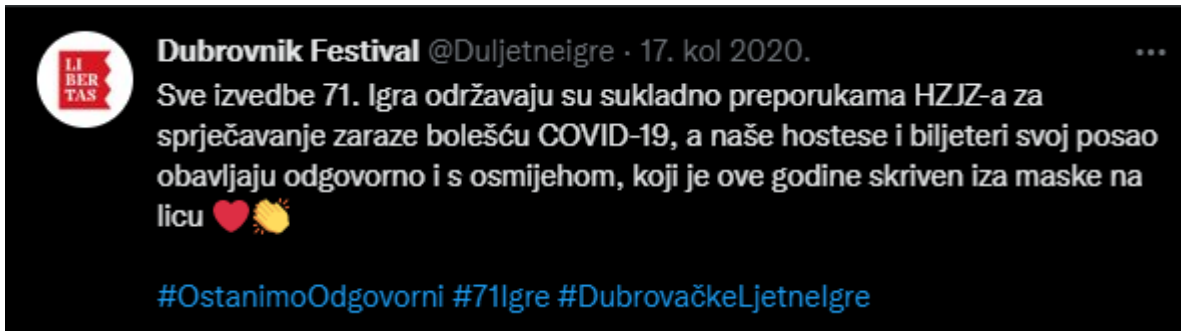 LI
BER
TAS
Dubrovnik Festival @Duljetneigre · 17. kol 2020.
Sve izvedbe 71. Igra održavaju su sukladno preporukama HZJZ-a za
sprječavanje zaraze bolešću COVID-19, a naše hostese i biljeteri svoj posao
obavljaju odgovorno i s osmijehom, koji je ove godine skriven iza maske na
licu ❤️👏
#OstanimoOdgovorni #71Igre #DubrovačkeLjetneIgre